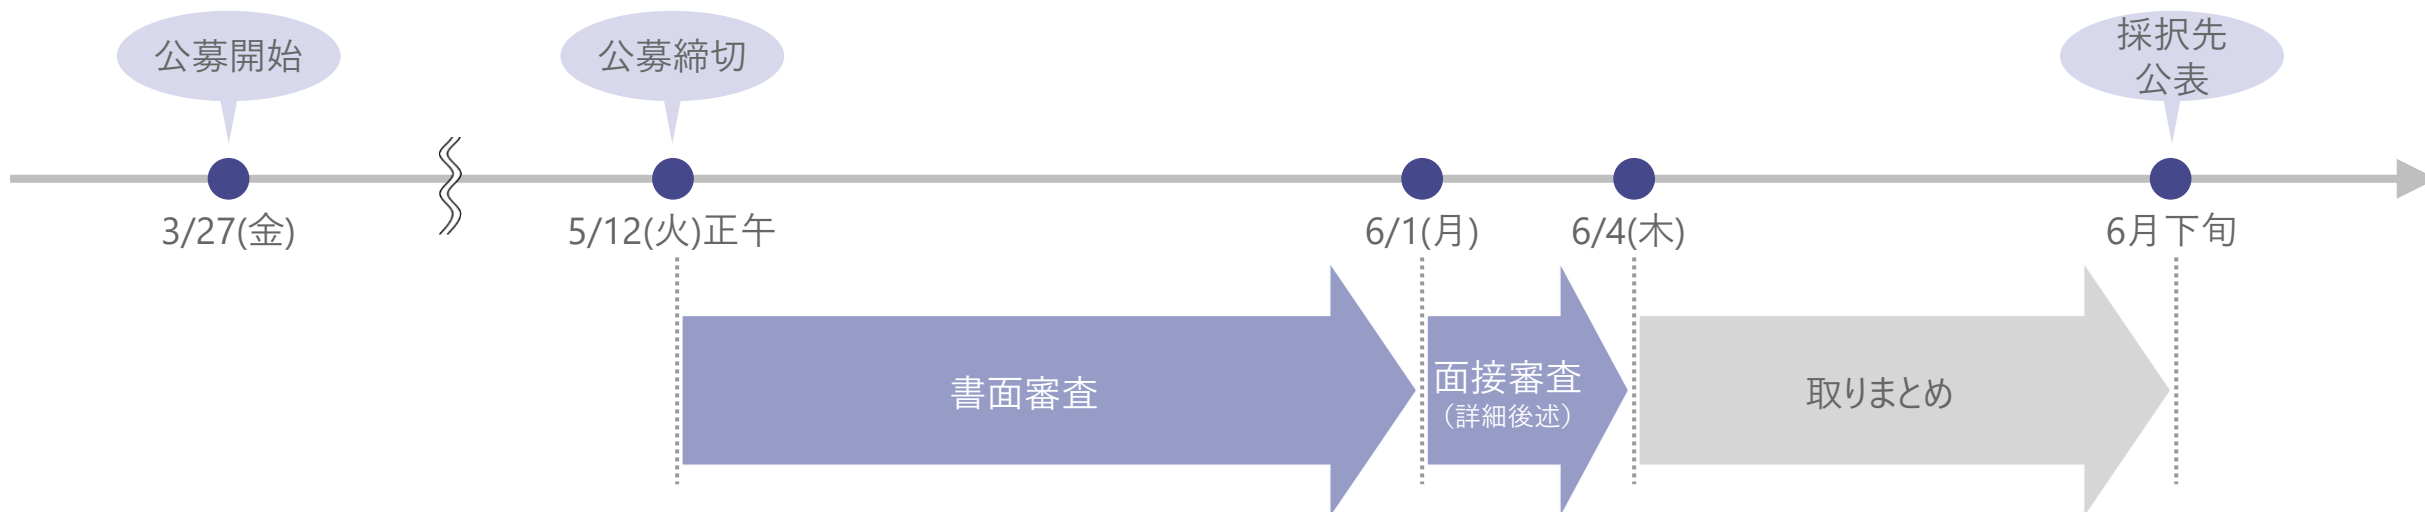 公募開始
公募締切
採択先
公表
3/27(金)
5/12(火)正午
6/1(月)
6/4(木)
6月下旬
書面審査
面接審査
（詳細後述）
取りまとめ